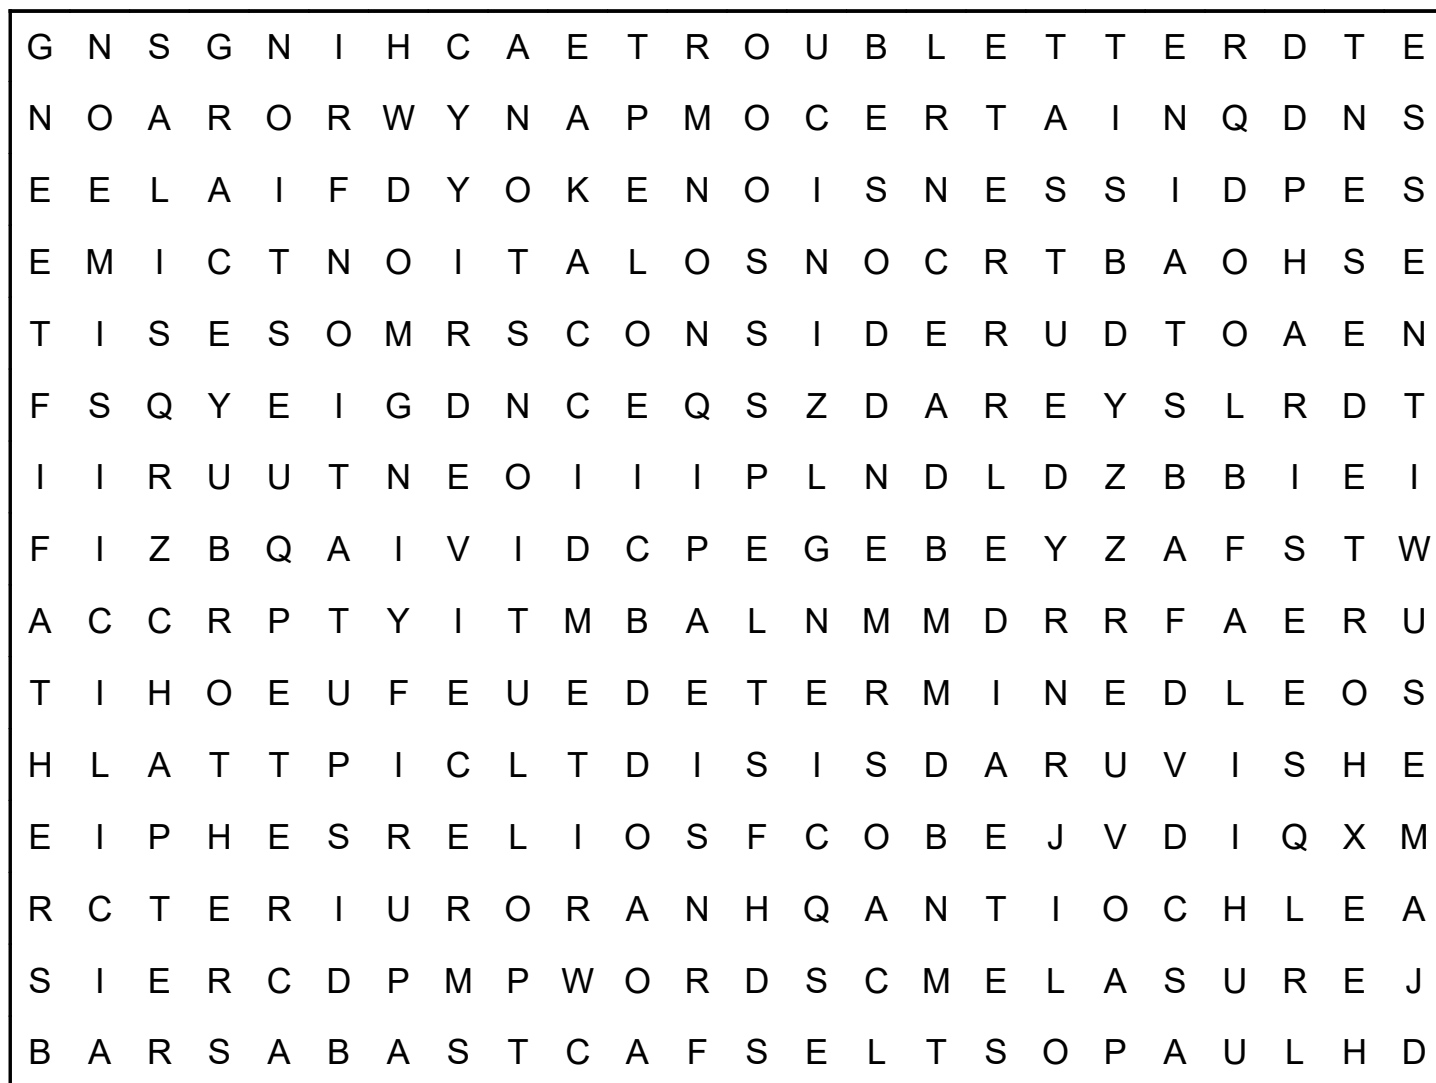 G N S G N I H C A E T R O U B L E T T E R D T E
N O A R O R W Y N A P M O C E R T A I N Q D N S
E E L A I F D Y O K E N O I S N E S S I D P E S
E M I C T N O I T A L O S N O C R T B A O H S E
T I S E S O M R S C O N S I D E R U D T O A E N
F S Q Y E I G D N C E Q S Z D A R E Y S L R D T
I I R U U T N E O I I I P L N D L D Z B B I E I
F I Z B Q A I V I D C P E G E B E Y Z A F S T W
A C C R P T Y I T M B A L N M M D R R F A E R U
T I H O E U F E U E D E T E R M I N E D L E O S
H L A T T P I C L T D I S I S D A R U V I S H E
E I P H E S R E L I O S F C O B E J V D I Q X M
R C T E R I U R O R A N H Q A N T I O C H L E A
S I E R C D P M P W O R D S C M E L A S U R E J
B A R S A B A S T C A F S E L T S O P A U L H D